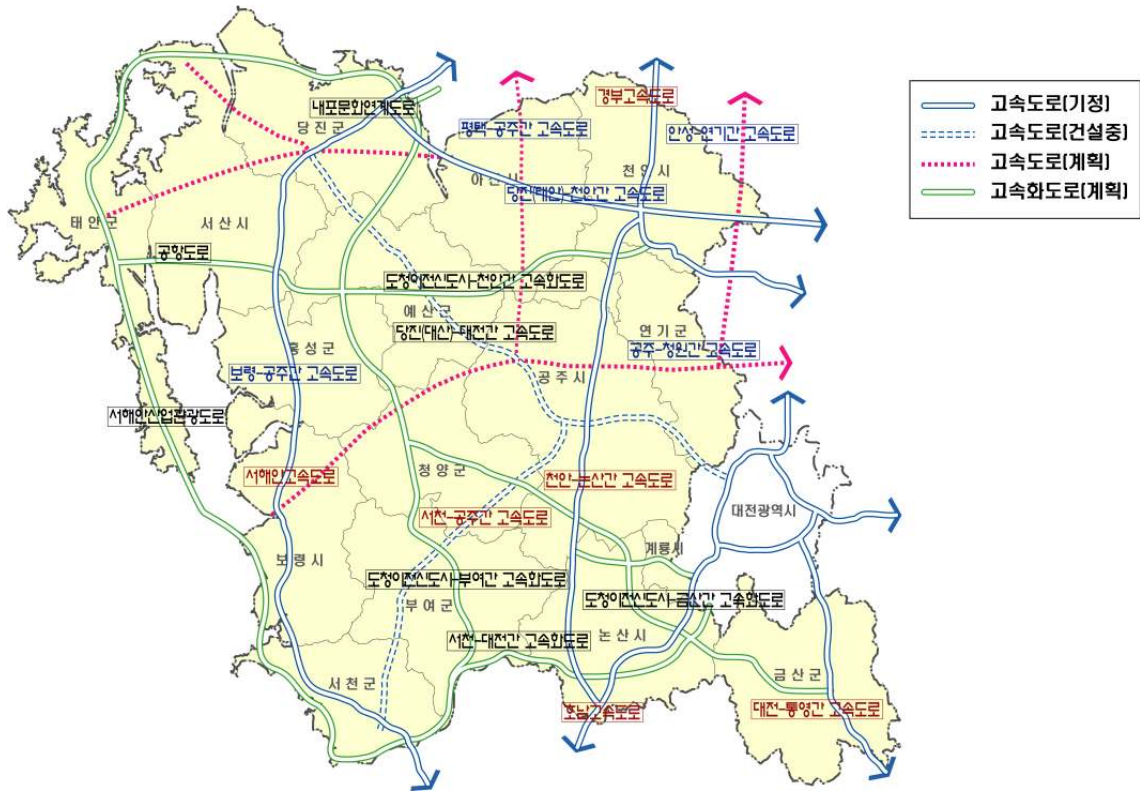 고속도로(기정)
고속도로(건설중)
고속도로(계획)
고속화도로(계획)
경부고속도로
내포문화연계도로
당진군
평택-공주간 고속도로
안성-연기간 고속도로
아산시
천안시
당진(태안)-천안간 고속도로
태안군
서산시
공항도로
도청이전신도시-천안간 고속화도로
예산군
당진(대산)-대전간 고속도로
연기군
홍성군
공주-청원간 고속도로
보령-공주간 고속도로
공주시
서해안산업관광도로
서해안고속도로
청양군
천안-논산간 고속도로
서천-공주간 고속도로
대전광역시
보령시
계룡시
도청이전신도시-부여간 고속화도로
부여군
도청이전신도시-금산간 고속화도로
서천-대전간 고속화도로
논산시
서천군
금산군
호남고속도로
대전-통영간 고속도로